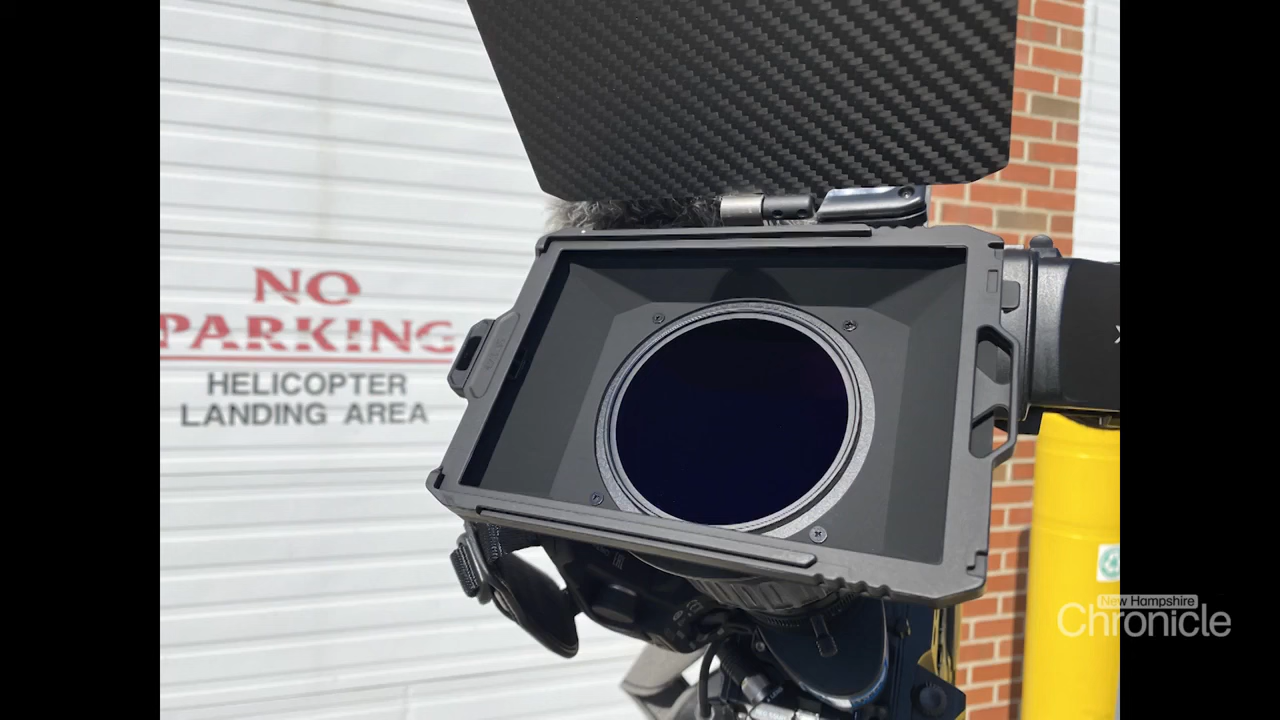 NO
PARKING
HELICOPTER
LANDING AREA
New Hampshire
Chronicle